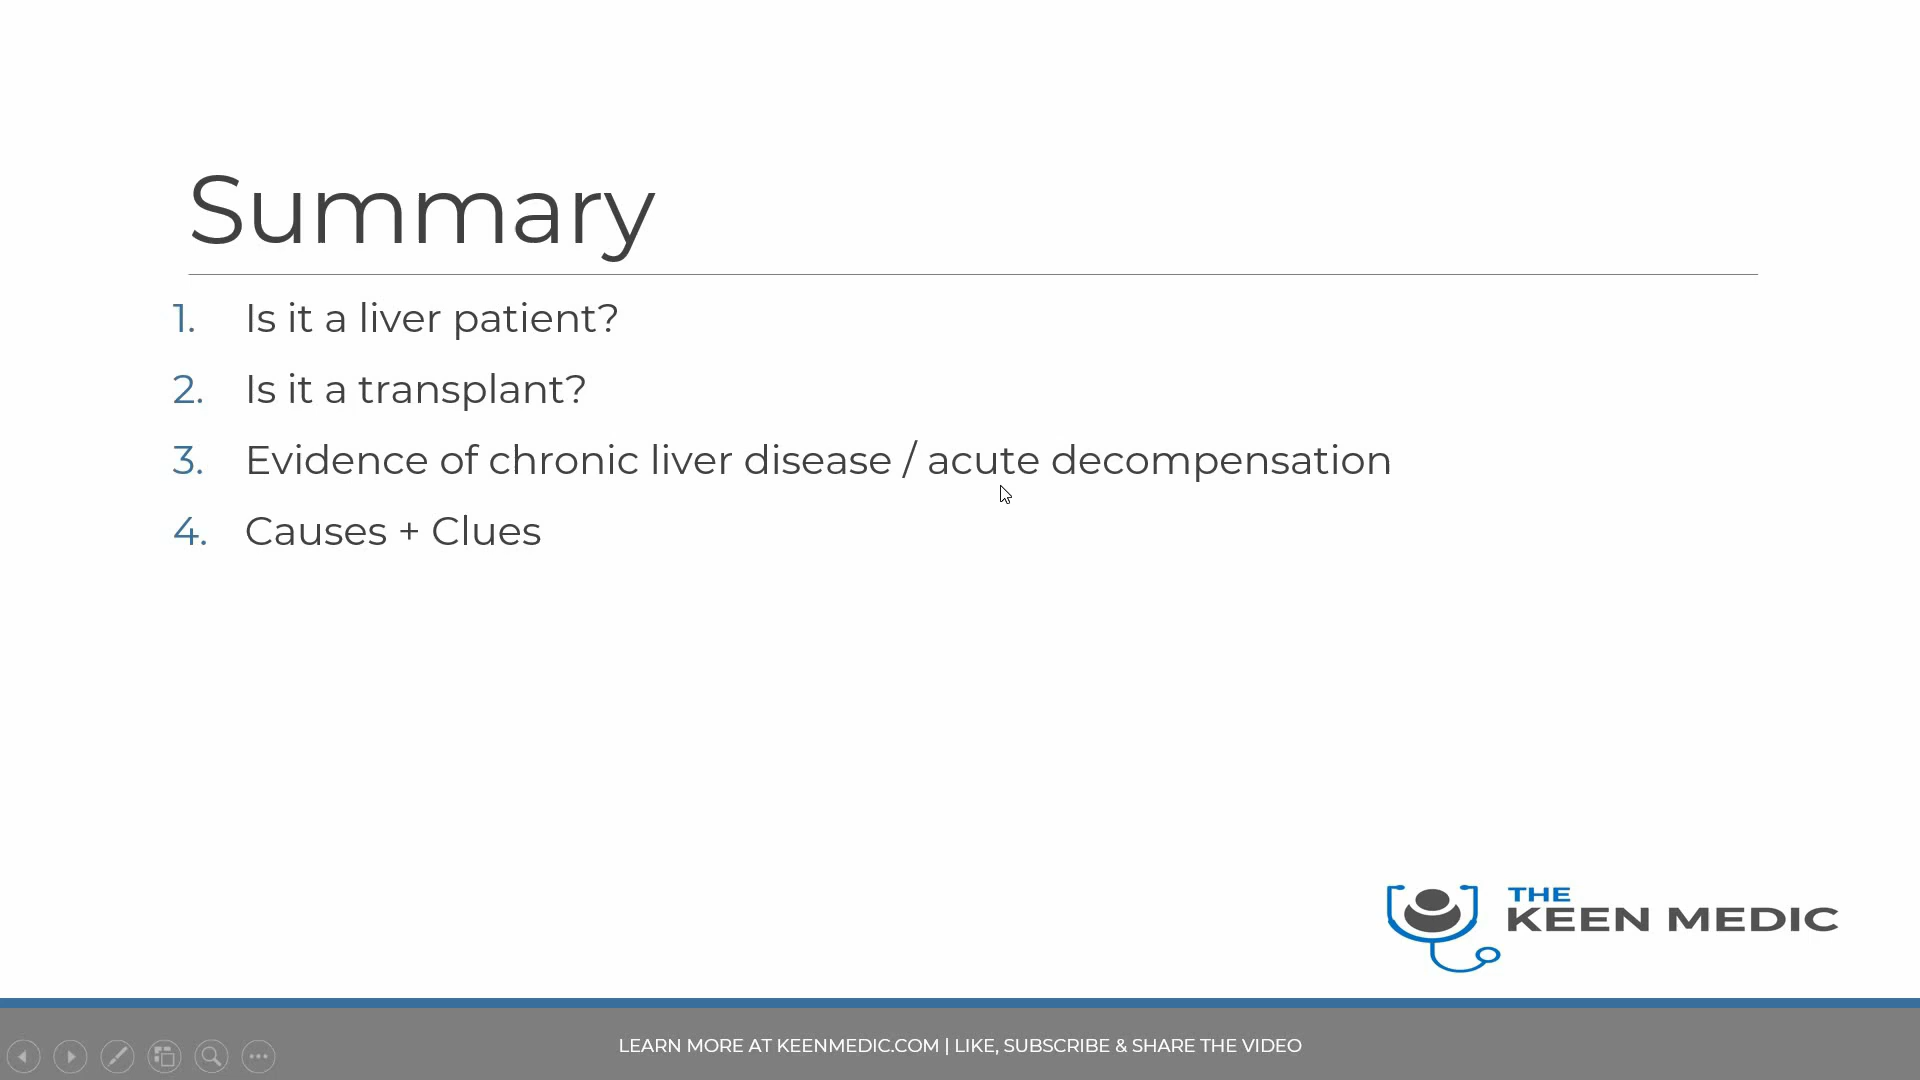 Summary
1. Is it a liver patient?
2. Is it a transplant?
3. Evidence of chronic liver disease / acute decompensation
4. Causes + Clues
THE
KEEN MEDIC
LEARN MORE AT KEENMEDIC.COM | LIKE, SUBSCRIBE & SHARE THE VIDEO